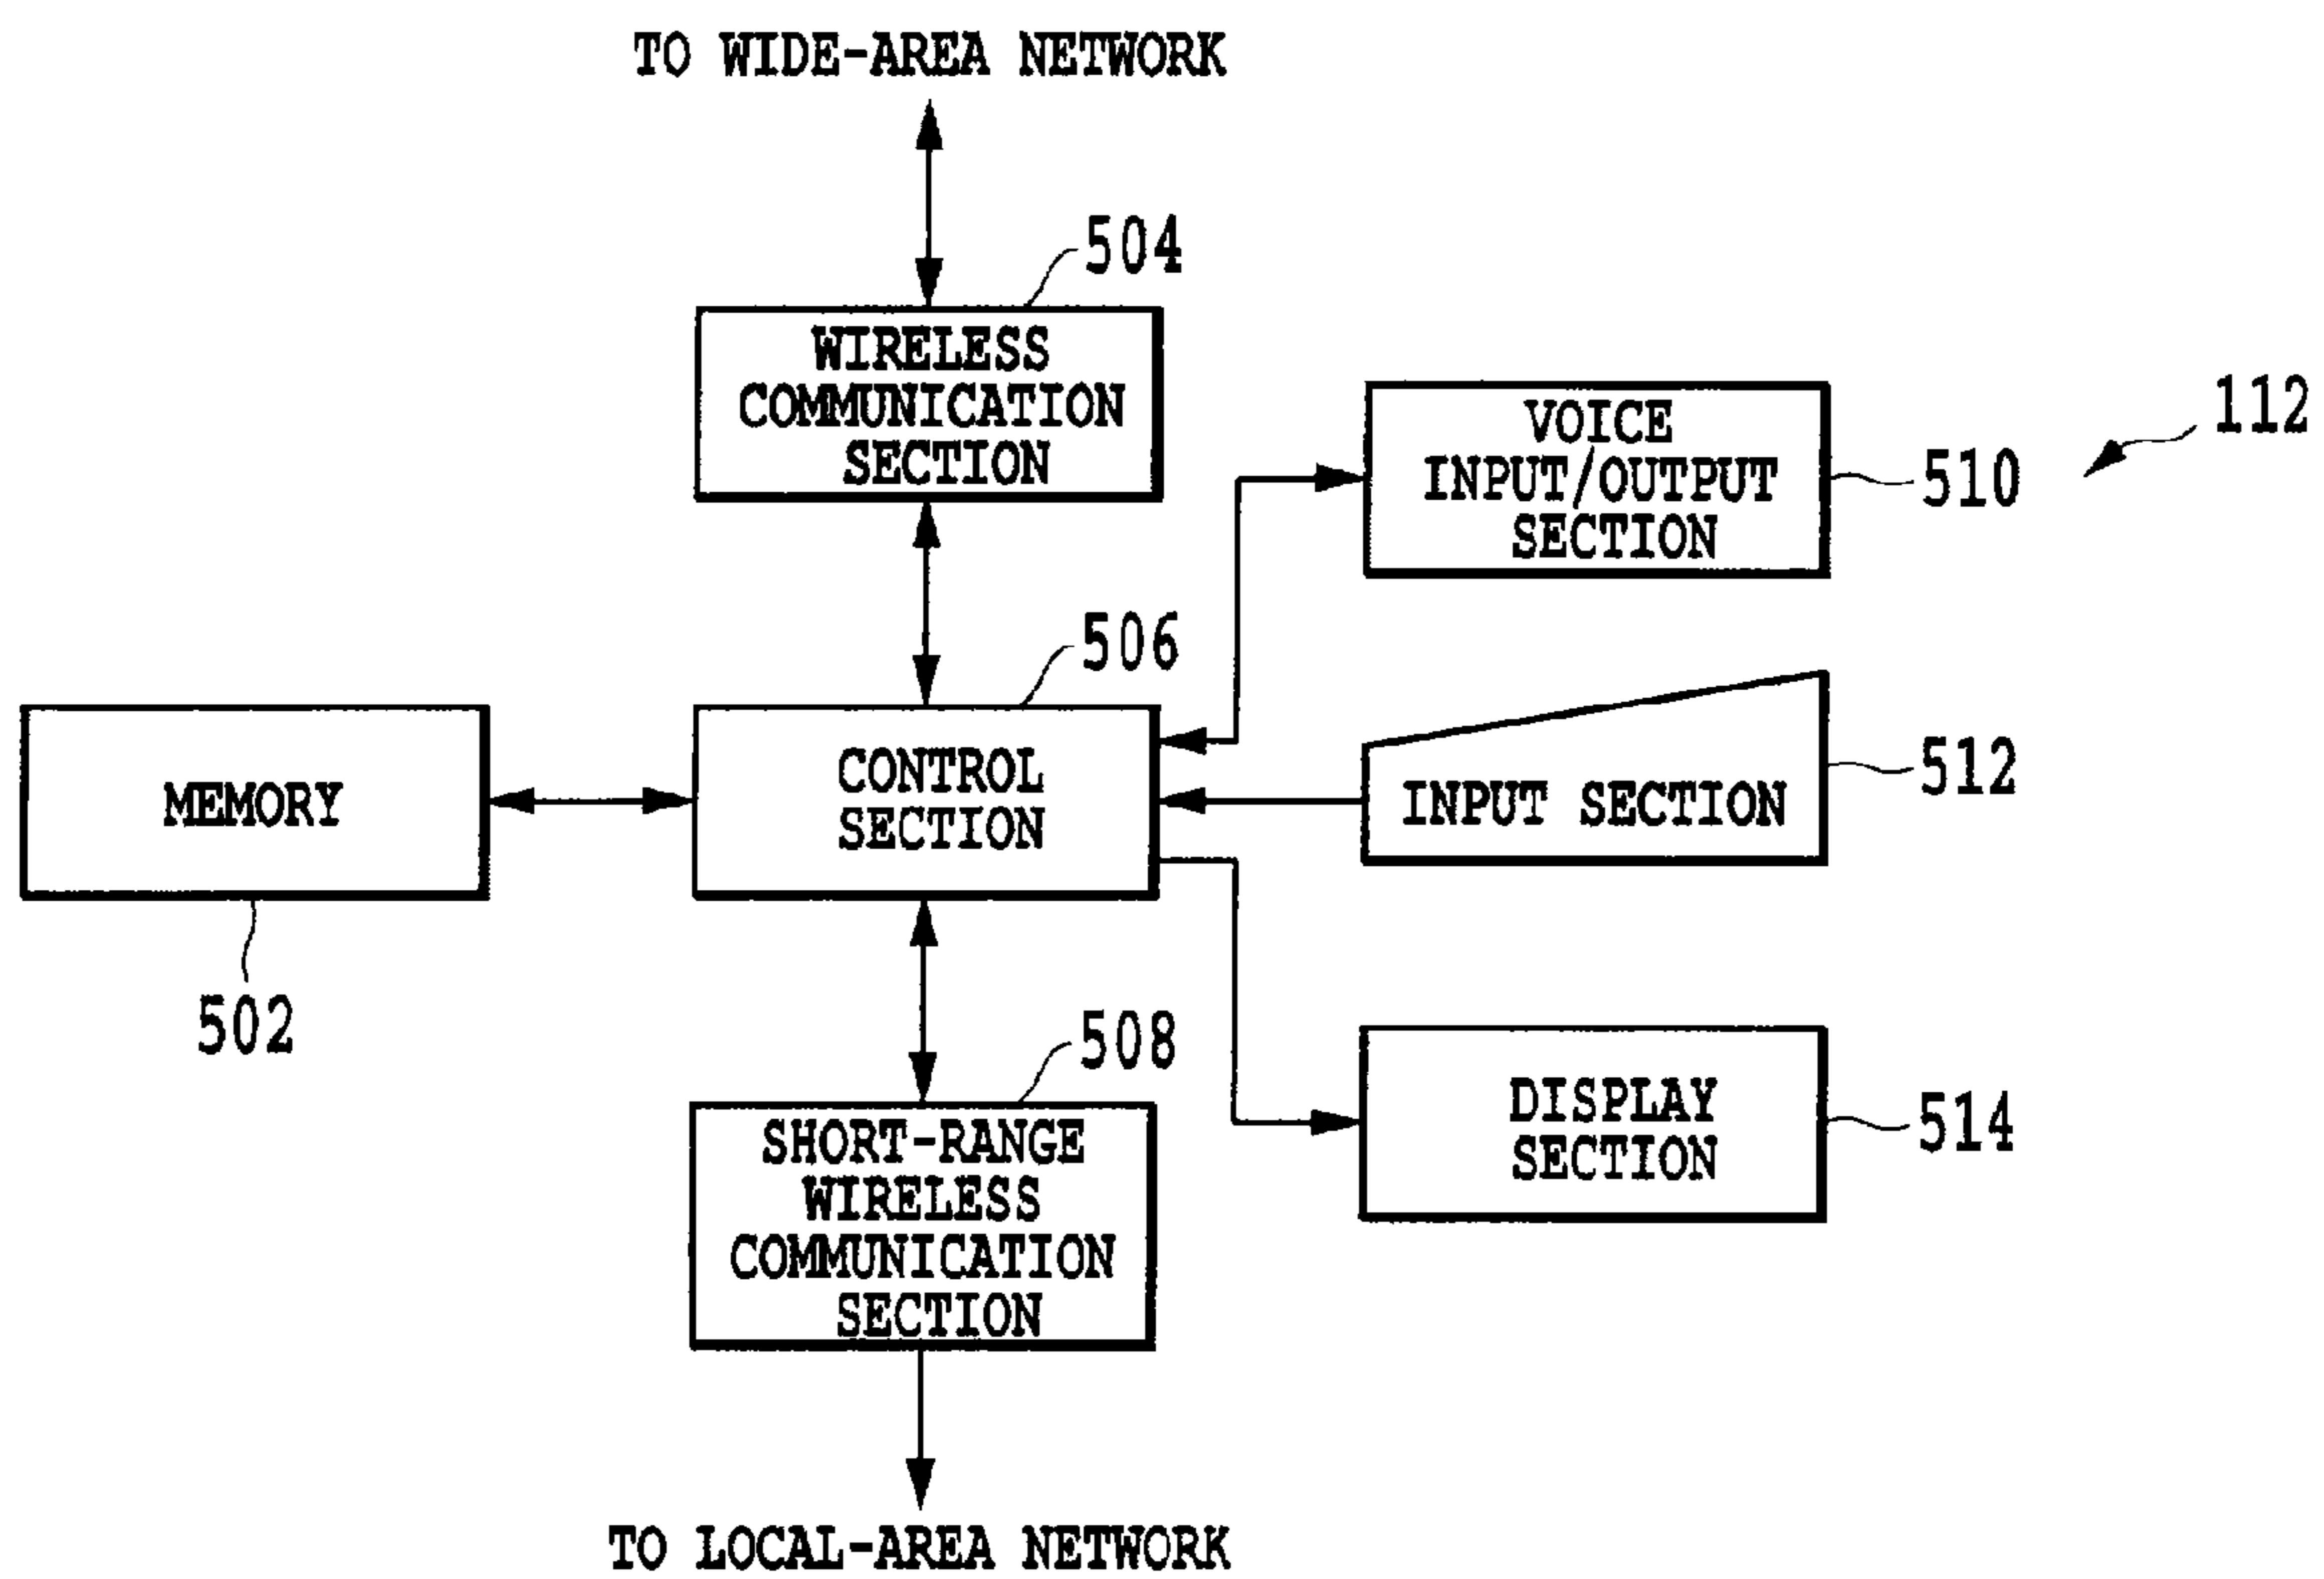 TO WIDE-AREA NETWORK
504
WIRELESS
COMMUNICATION
SECTION
112
VOICE
INPUT/OUTPUT
SECTION
510
506
CONTROL
SECTION
MEMORY
INPUT SECTION
512
502
508
SHORT-RANGE
WIRELESS
COMMUNICATION
SECTION
DISPLAY
SECTION
514
TO LOCAL-AREA NETWORK